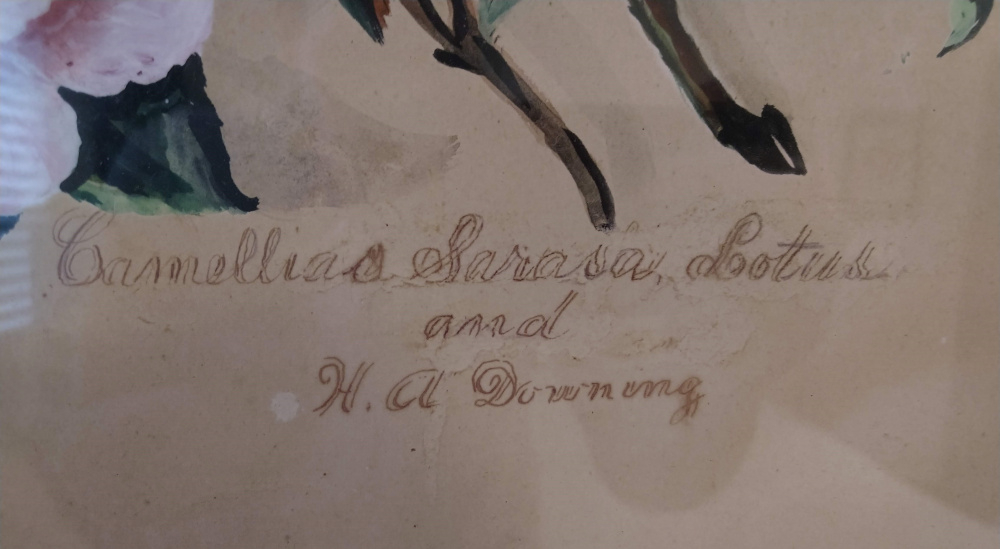 Camellias Sarasa, Lotus
and
H. A Downing